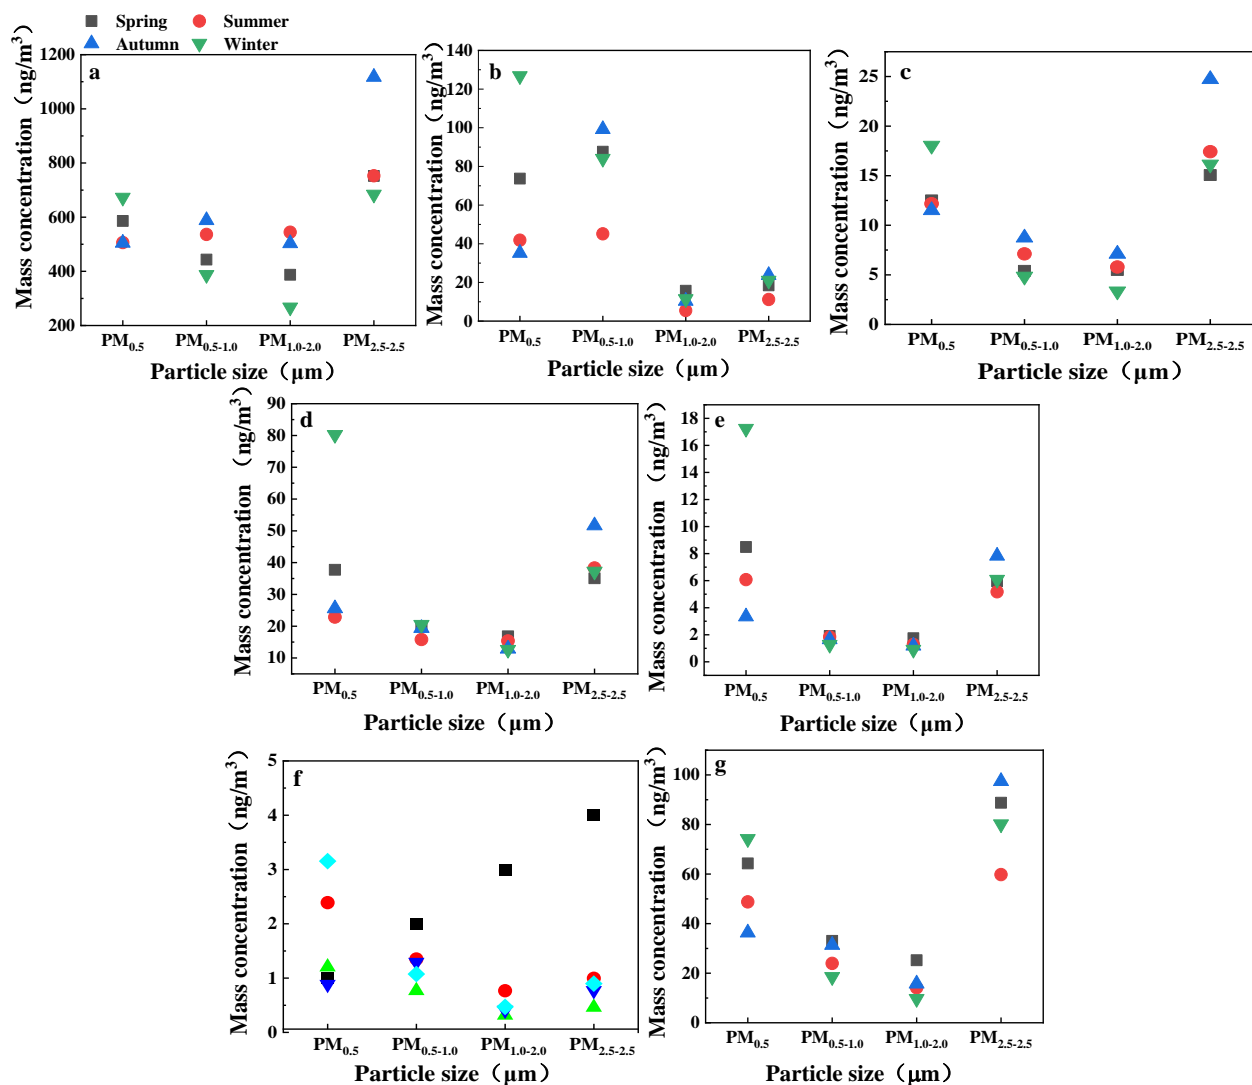 Spring Summer
Autumn Winter
a
Mass concentration（ng/m³）
1200
1000
800
600
400
200
PM0.5 PM0.5-1.0 PM1.0-2.0 PM2.5-2.5
Particle size（μm）
b
Mass concentration（ng/m³）
140
120
100
80
60
40
20
0
PM0.5 PM0.5-1.0 PM1.0-2.0 PM2.5-2.5
Particle size（μm）
c
Mass concentration（ng/m³）
25
20
15
10
5
0
PM0.5 PM0.5-1.0 PM1.0-2.0 PM2.5-2.5
Particle size（μm）
d
Mass concentration （ng/m³）
90
80
70
60
50
40
30
20
10
PM0.5 PM0.5-1.0 PM1.0-2.0 PM2.5-2.5
Particle size（μm）
e
Mass concentration （ng/m³）
18
16
14
12
10
8
6
4
2
0
PM0.5 PM0.5-1.0 PM1.0-2.0 PM2.5-2.5
Particle size（μm）
f
Mass concentration （ng/m³）
5
4
3
2
1
0
PM0.5 PM0.5-1.0 PM1.0-2.0 PM2.5-2.5
Particle size（μm）
g
Mass concentration （ng/m³）
100
80
60
40
20
0
PM0.5 PM0.5-1.0 PM1.0-2.0 PM2.5-2.5
Particle size（μm）